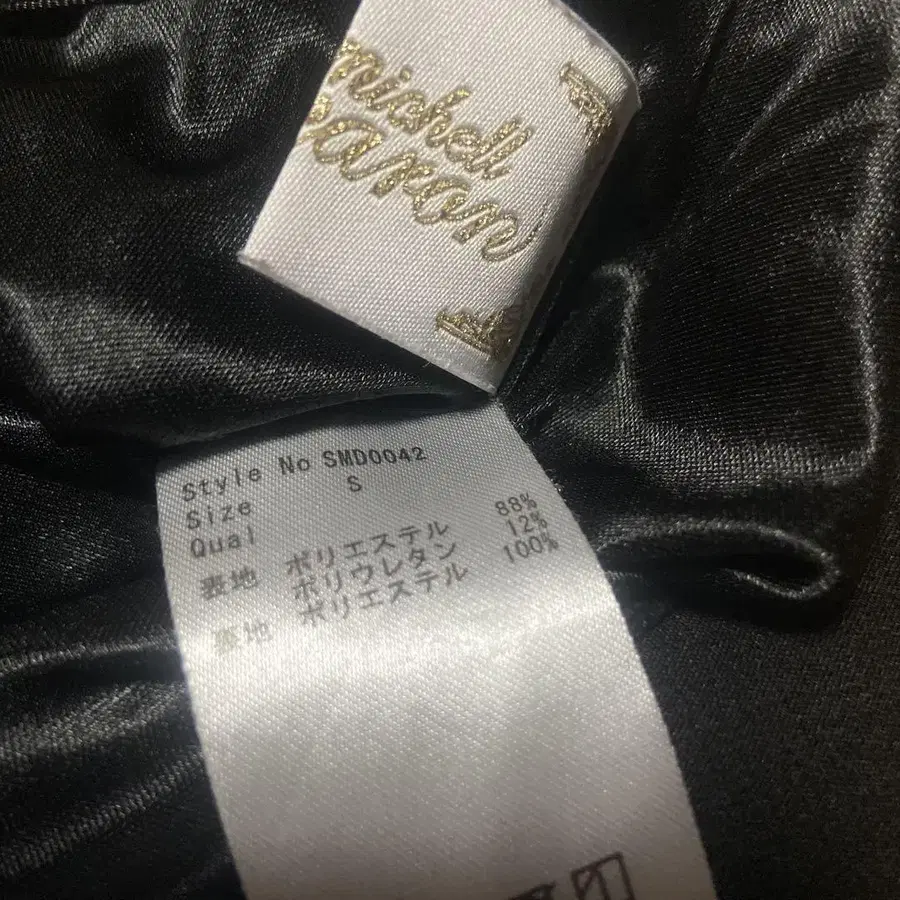 michell
Macaron
Style No SMD0042
Size S
Qual
表地 ポリエステル 88%
ポリウレタン 12%
裏地 ポリエステル 100%